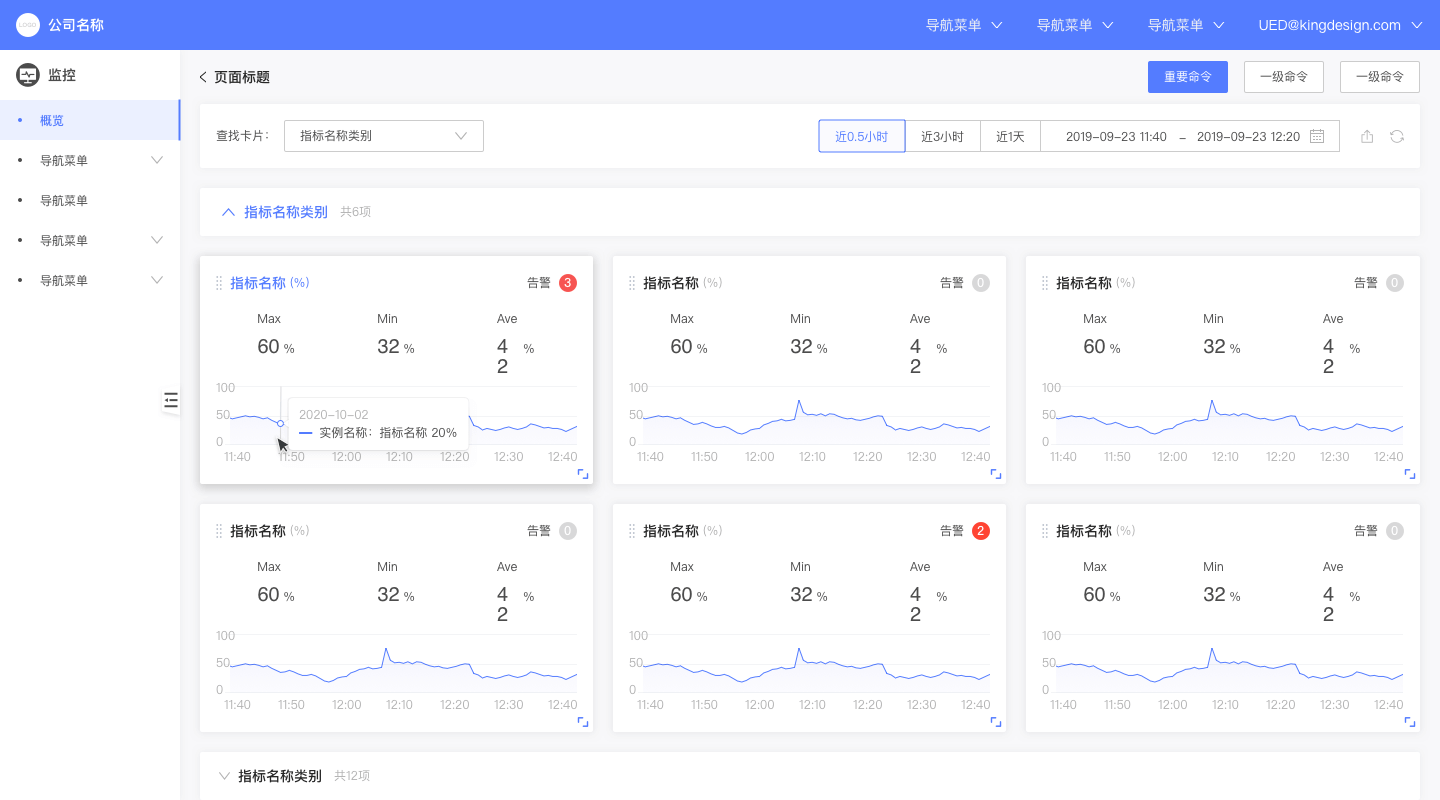 LOGO 公司名称 导航菜单 导航菜单 导航菜单 UED@kingdesign.com
监控
页面标题 重要命令 一级命令 一级命令
概览
导航菜单
导航菜单
导航菜单
导航菜单
查找卡片： 指标名称类别 近0.5小时 近3小时 近1天 2019-09-23 11:40 - 2019-09-23 12:20
指标名称类别 共6项
指标名称 (%) 告警 3
Max Min Ave
60 % 32 % 4 %
2
100
2020-10-02
50
实例名称：指标名称 20%
0
11:40 11:50 12:00 12:10 12:20 12:30 12:40
指标名称 (%) 告警 0
Max Min Ave
60 % 32 % 4 %
2
100
50
0
11:40 11:50 12:00 12:10 12:20 12:30 12:40
指标名称 (%) 告警 0
Max Min Ave
60 % 32 % 4 %
2
100
50
0
11:40 11:50 12:00 12:10 12:20 12:30 12:40
指标名称 (%) 告警 0
Max Min Ave
60 % 32 % 4 %
2
100
50
0
11:40 11:50 12:00 12:10 12:20 12:30 12:40
指标名称 (%) 告警 2
Max Min Ave
60 % 32 % 4 %
2
100
50
0
11:40 11:50 12:00 12:10 12:20 12:30 12:40
指标名称 (%) 告警 0
Max Min Ave
60 % 32 % 4 %
2
100
50
0
11:40 11:50 12:00 12:10 12:20 12:30 12:40
指标名称类别 共12项